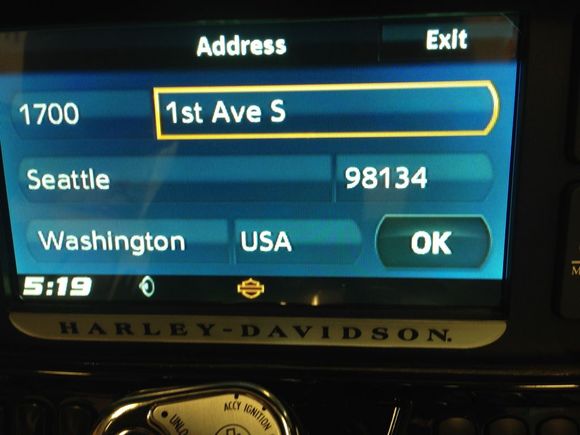 Address Exit
1700 1st Ave S
Seattle 98134
Washington USA OK
5:19
HARLEY-DAVIDSON.
ACCY IGNITION